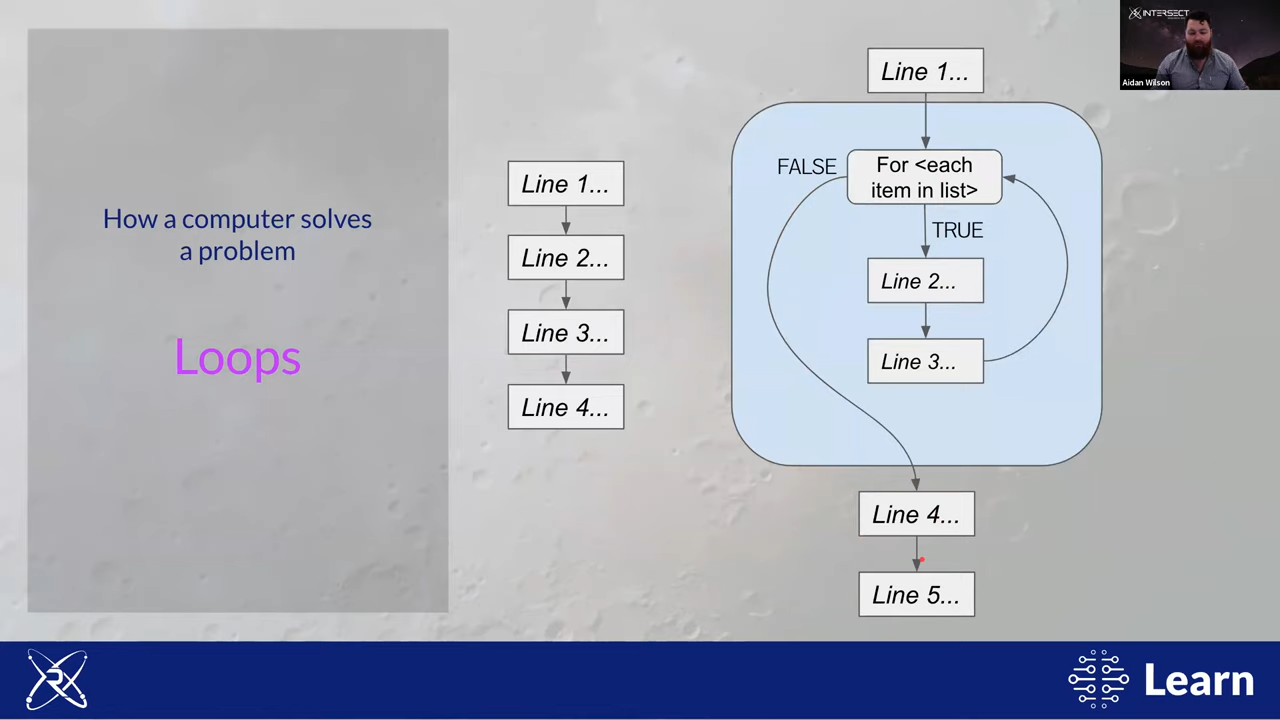 How a computer solves
a problem
Loops
Line 1...
Line 2...
Line 3...
Line 4...
Line 1...
FALSE
For <each
item in list>
TRUE
Line 2...
Line 3...
Line 4...
Line 5...
INTERSECT
Aidan Wilson
Learn